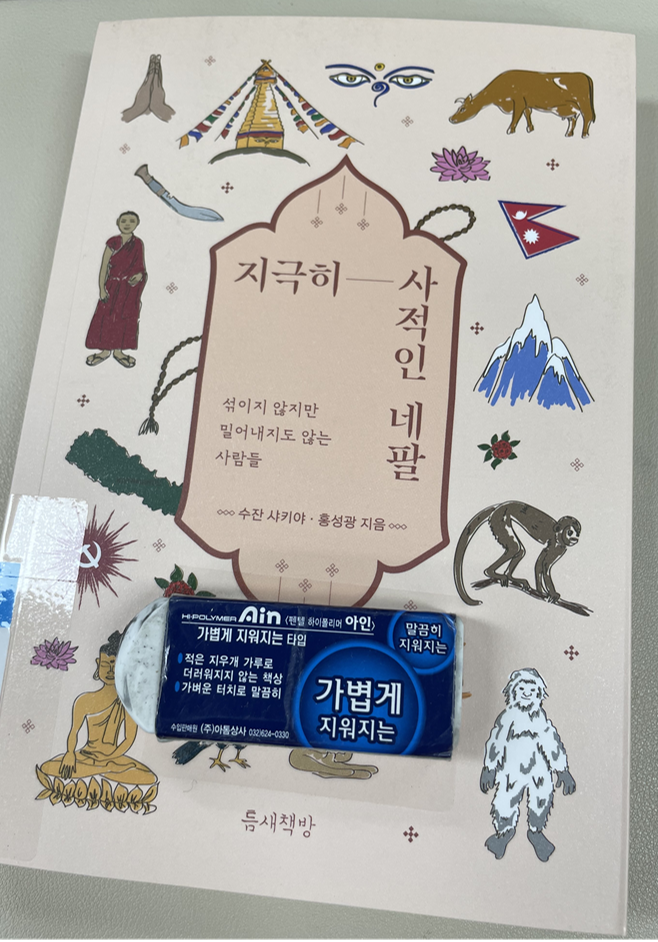 지극히 — 사적인 네팔
섞이지 않지만
밀어내지도 않는
사람들
수잔 샤키야 · 홍성광 지음
HI-POLYMER Ain 〈펜텔 하이폴리머 아인〉
가볍게 지워지는 타입
적은 지우개 가루로
더러워지지 않는 책상
가벼운 터치로 말끔히
수입판매원 (주)아톰상사 032)624-0330
말끔히
지워지는
가볍게
지워지는
틈새책방